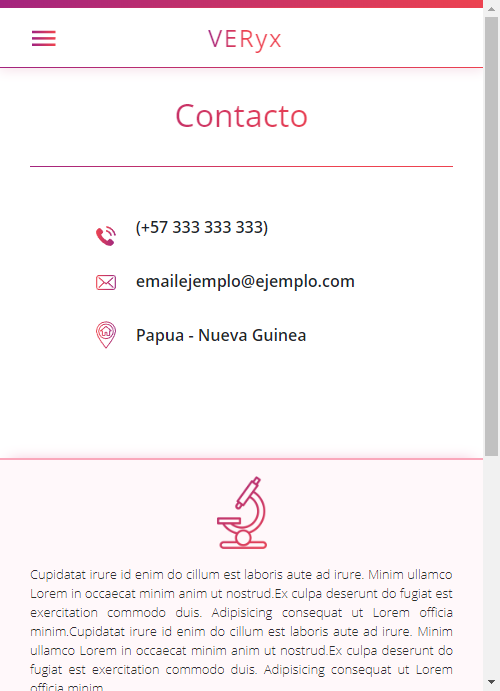 VERyx
Contacto
(+57 333 333 333)
emailejemplo@ejemplo.com
Papua - Nueva Guinea
Cupidatat irure id enim do cillum est laboris aute ad irure. Minim ullamco
Lorem in occaecat minim anim ut nostrud.Ex culpa deserunt do fugiat est
exercitation commodo duis. Adipisicing consequat ut Lorem officia
minim.Cupidatat irure id enim do cillum est laboris aute ad irure. Minim
ullamco Lorem in occaecat minim anim ut nostrud.Ex culpa deserunt do
fugiat est exercitation commodo duis. Adipisicing consequat ut Lorem
officia minim.